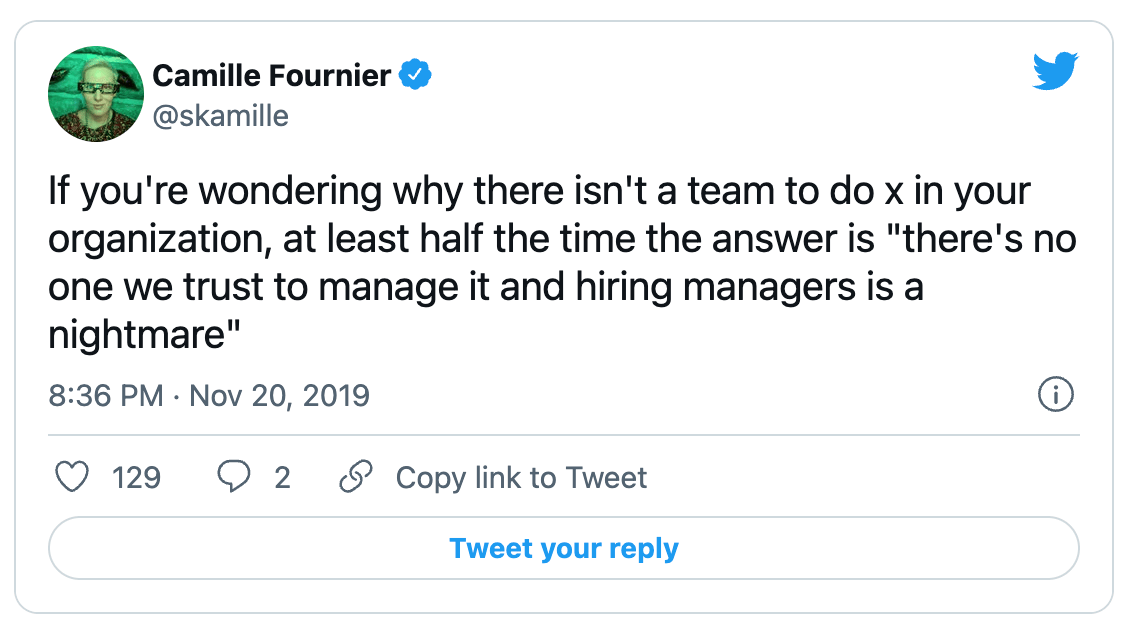 Camille Fournier
@skamille
If you're wondering why there isn't a team to do x in your
organization, at least half the time the answer is "there's no
one we trust to manage it and hiring managers is a
nightmare"
8:36 PM · Nov 20, 2019
129 2 Copy link to Tweet
Tweet your reply